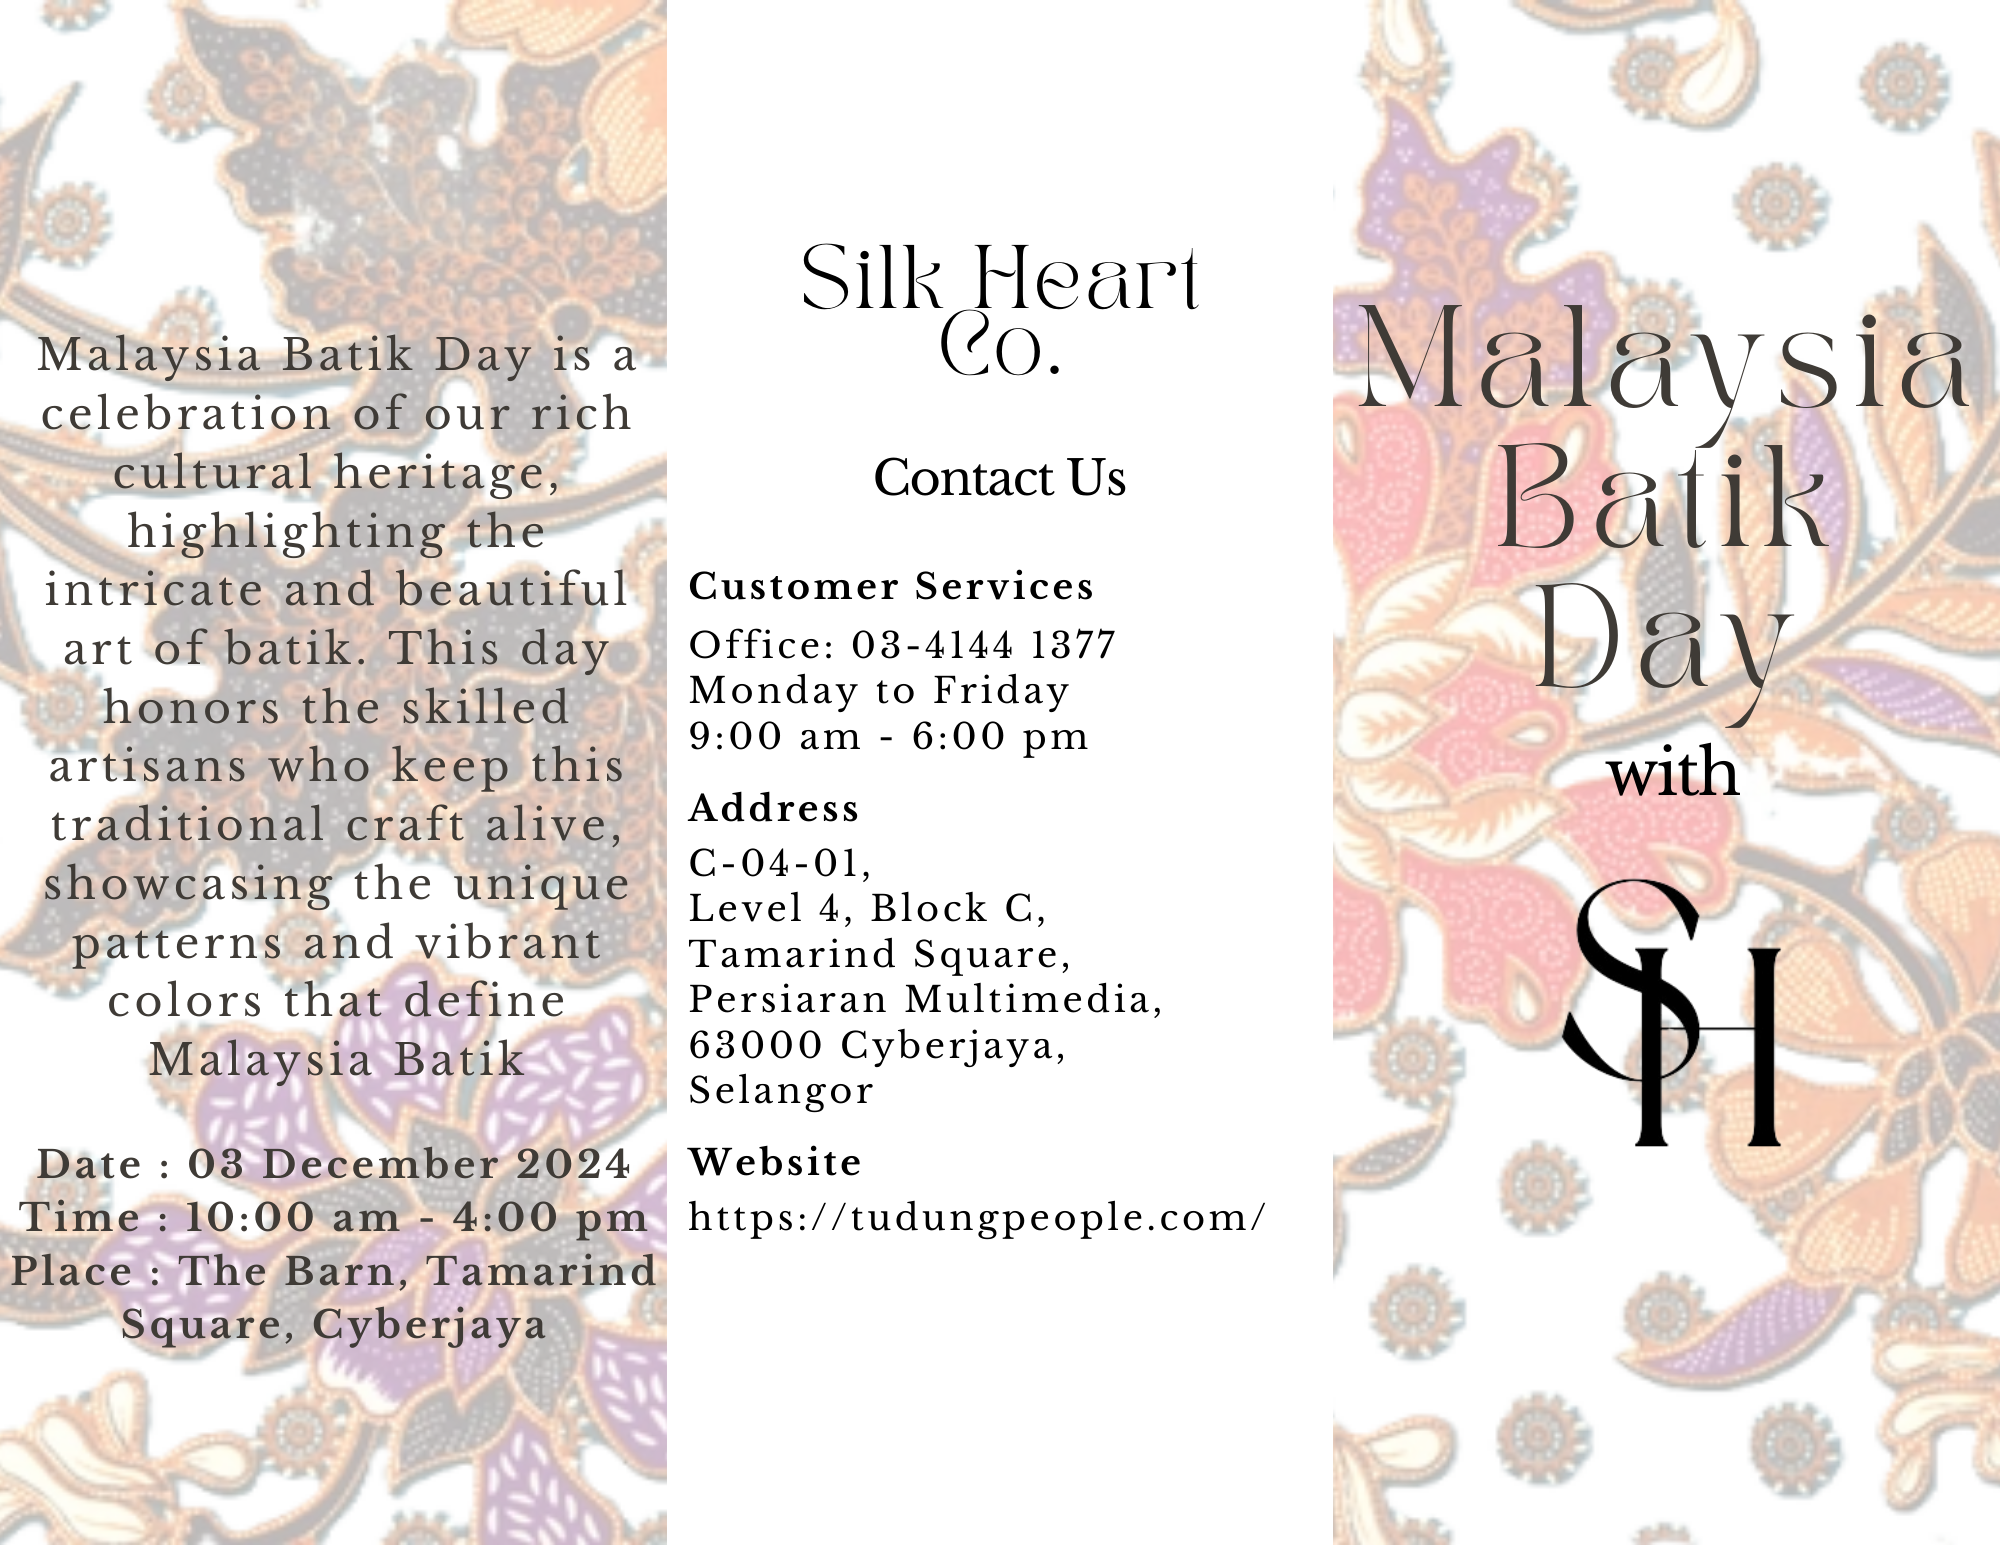 Malaysia Batik Day is a
celebration of our rich
cultural heritage,
highlighting the
intricate and beautiful
art of batik. This day
honors the skilled
artisans who keep this
traditional craft alive,
showcasing the unique
patterns and vibrant
colors that define
Malaysia Batik
Date : 03 December 2024
Time : 10:00 am - 4:00 pm
Place : The Barn, Tamarind
Square, Cyberjaya
Silk Heart
Co.
Contact Us
Customer Services
Office: 03-4144 1377
Monday to Friday
9:00 am - 6:00 pm
Address
C-04-01,
Level 4, Block C,
Tamarind Square,
Persiaran Multimedia,
63000 Cyberjaya,
Selangor
Website
https://tudungpeople.com/
Malaysia
Batik
Day
with
SH